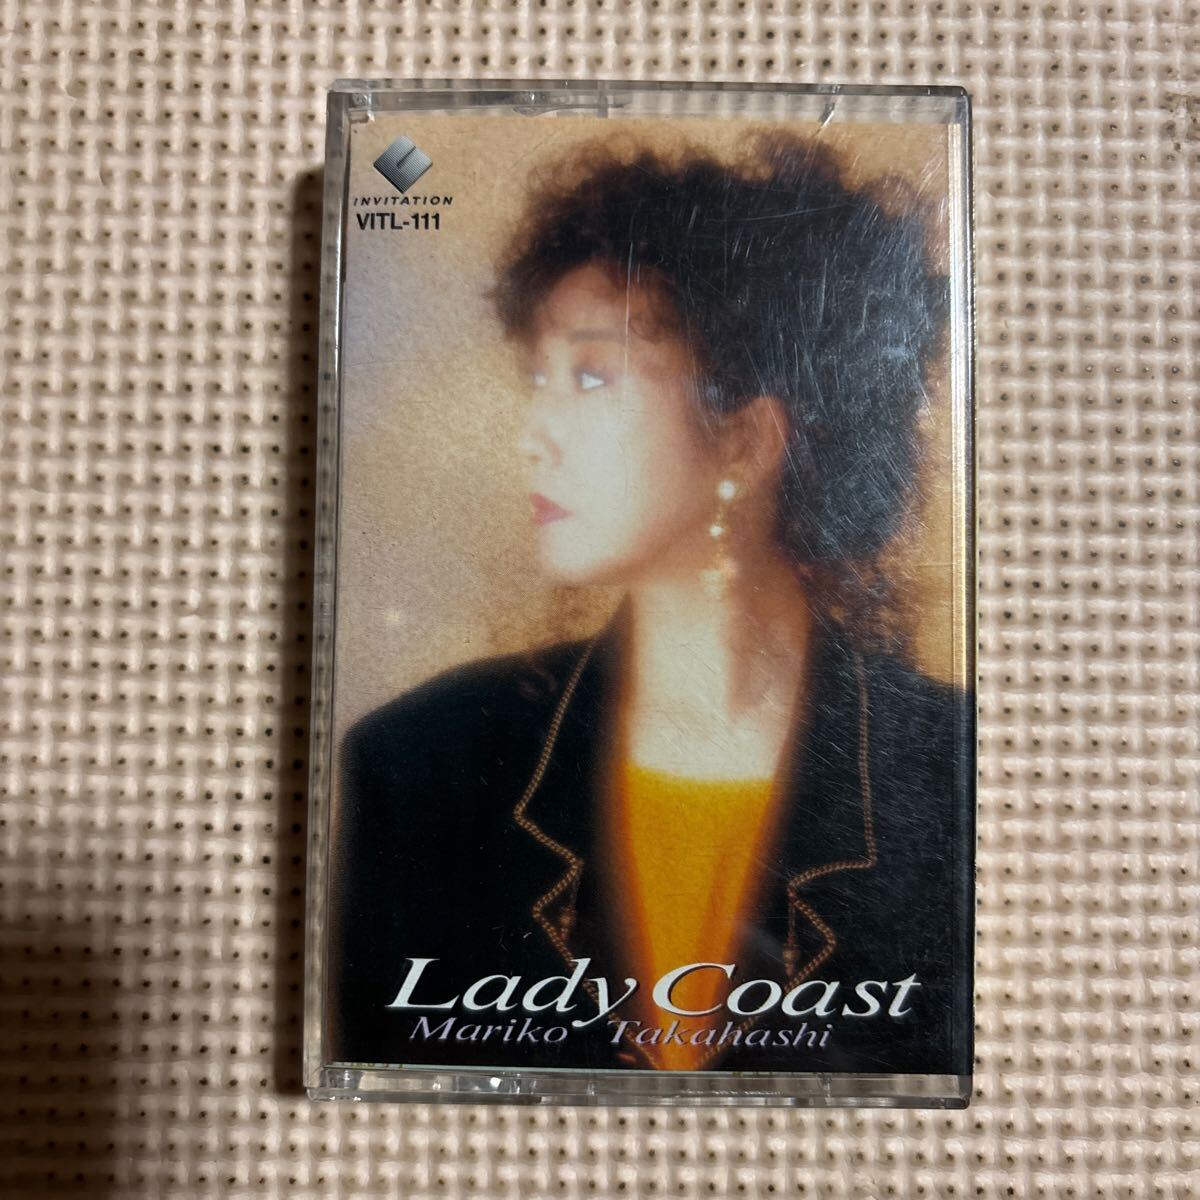 INVITATION
VITL-111
Lady Coast
Mariko Takahashi